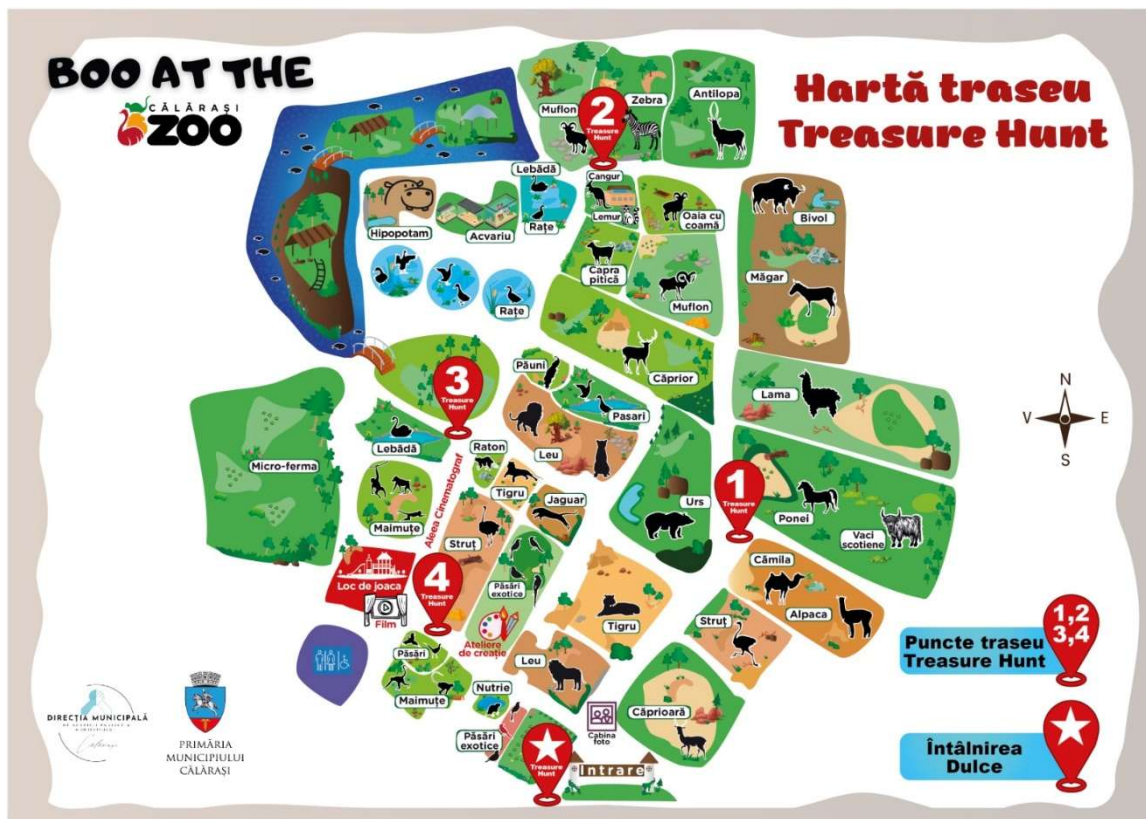 BOO AT THE
CĂLĂRAȘI
ZOO
Hartă traseu
Treasure Hunt
Muflon
2
Treasure
Hunt
Zebra
Antilopa
Lebădă
Rațe
Cangur
Lemur
Oaia cu
coamă
Bivol
Hipopotam
Acvariu
Capra
pitică
Muflon
Măgar
Rațe
Căprior
Păuni
Pasari
Lama
N
V
E
S
3
Treasure
Hunt
Lebădă
Leu
Micro-ferma
Raton
Tigru
Jaguar
Urs
1
Treasure
Hunt
Ponei
Vaci
scotiene
Maimuțe
Aleea Cinematograf
Struț
Loc de joaca
Film
4
Treasure
Hunt
Păsări
exotice
Ateliere
de creație
Tigru
Cămila
Alpaca
Struț
Păsări
Maimuțe
Nutrie
Leu
Căprioară
Păsări
exotice
Treasure
Hunt
Cabina
foto
Intrare
Puncte traseu
Treasure Hunt
1,2
3,4
Întâlnirea
Dulce
DIRECȚIA MUNICIPALĂ
Călărași
PRIMĂRIA
MUNICIPIULUI
CĂLĂRAȘI